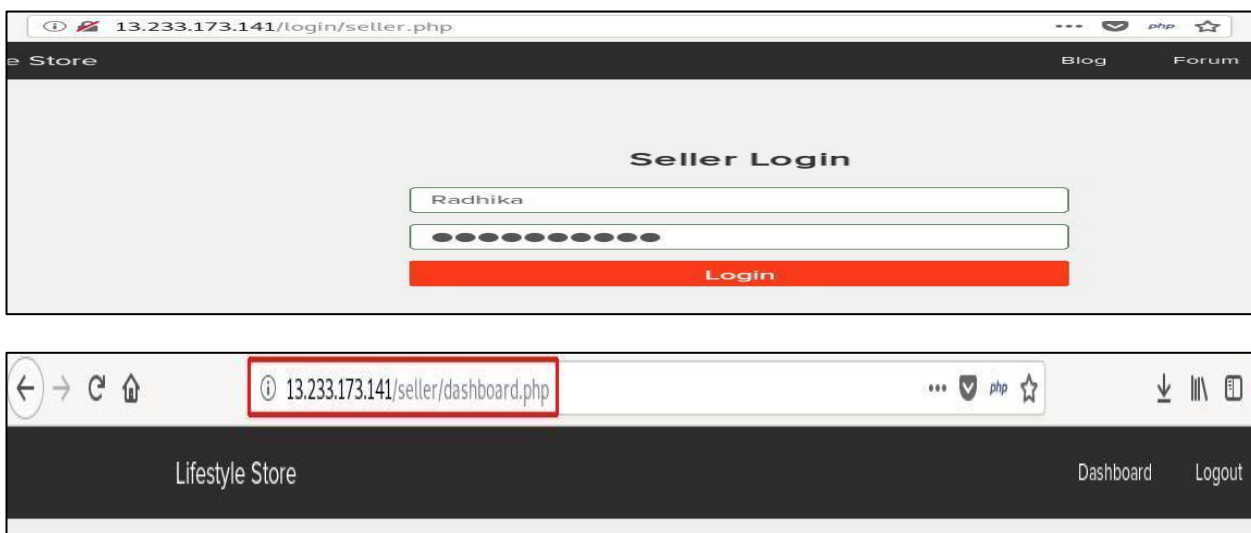 13.233.173.141/login/seller.php php
e Store Blog Forum
Seller Login
Radhika
Login
13.233.173.141/seller/dashboard.php php
Lifestyle Store Dashboard Logout